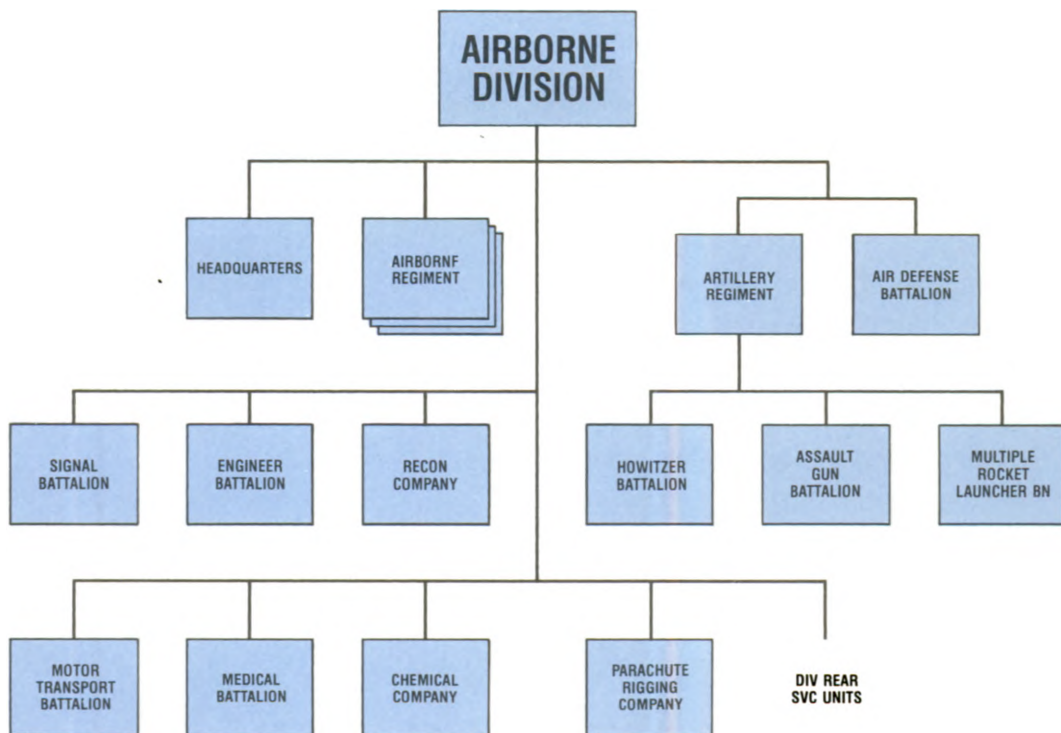 AIRBORNE
DIVISION
HEADQUARTERS
AIRBORNF
REGIMENT
ARTILLERY
REGIMENT
AIR DEFENSE
BATTALION
SIGNAL
BATTALION
ENGINEER
BATTALION
RECON
COMPANY
HOWITZER
BATTALION
ASSAULT
GUN
BATTALION
MULTIPLE
ROCKET
LAUNCHER BN
MOTOR
TRANSPORT
BATTALION
MEDICAL
BATTALION
CHEMICAL
COMPANY
PARACHUTE
RIGGING
COMPANY
DIV REAR
SVC UNITS